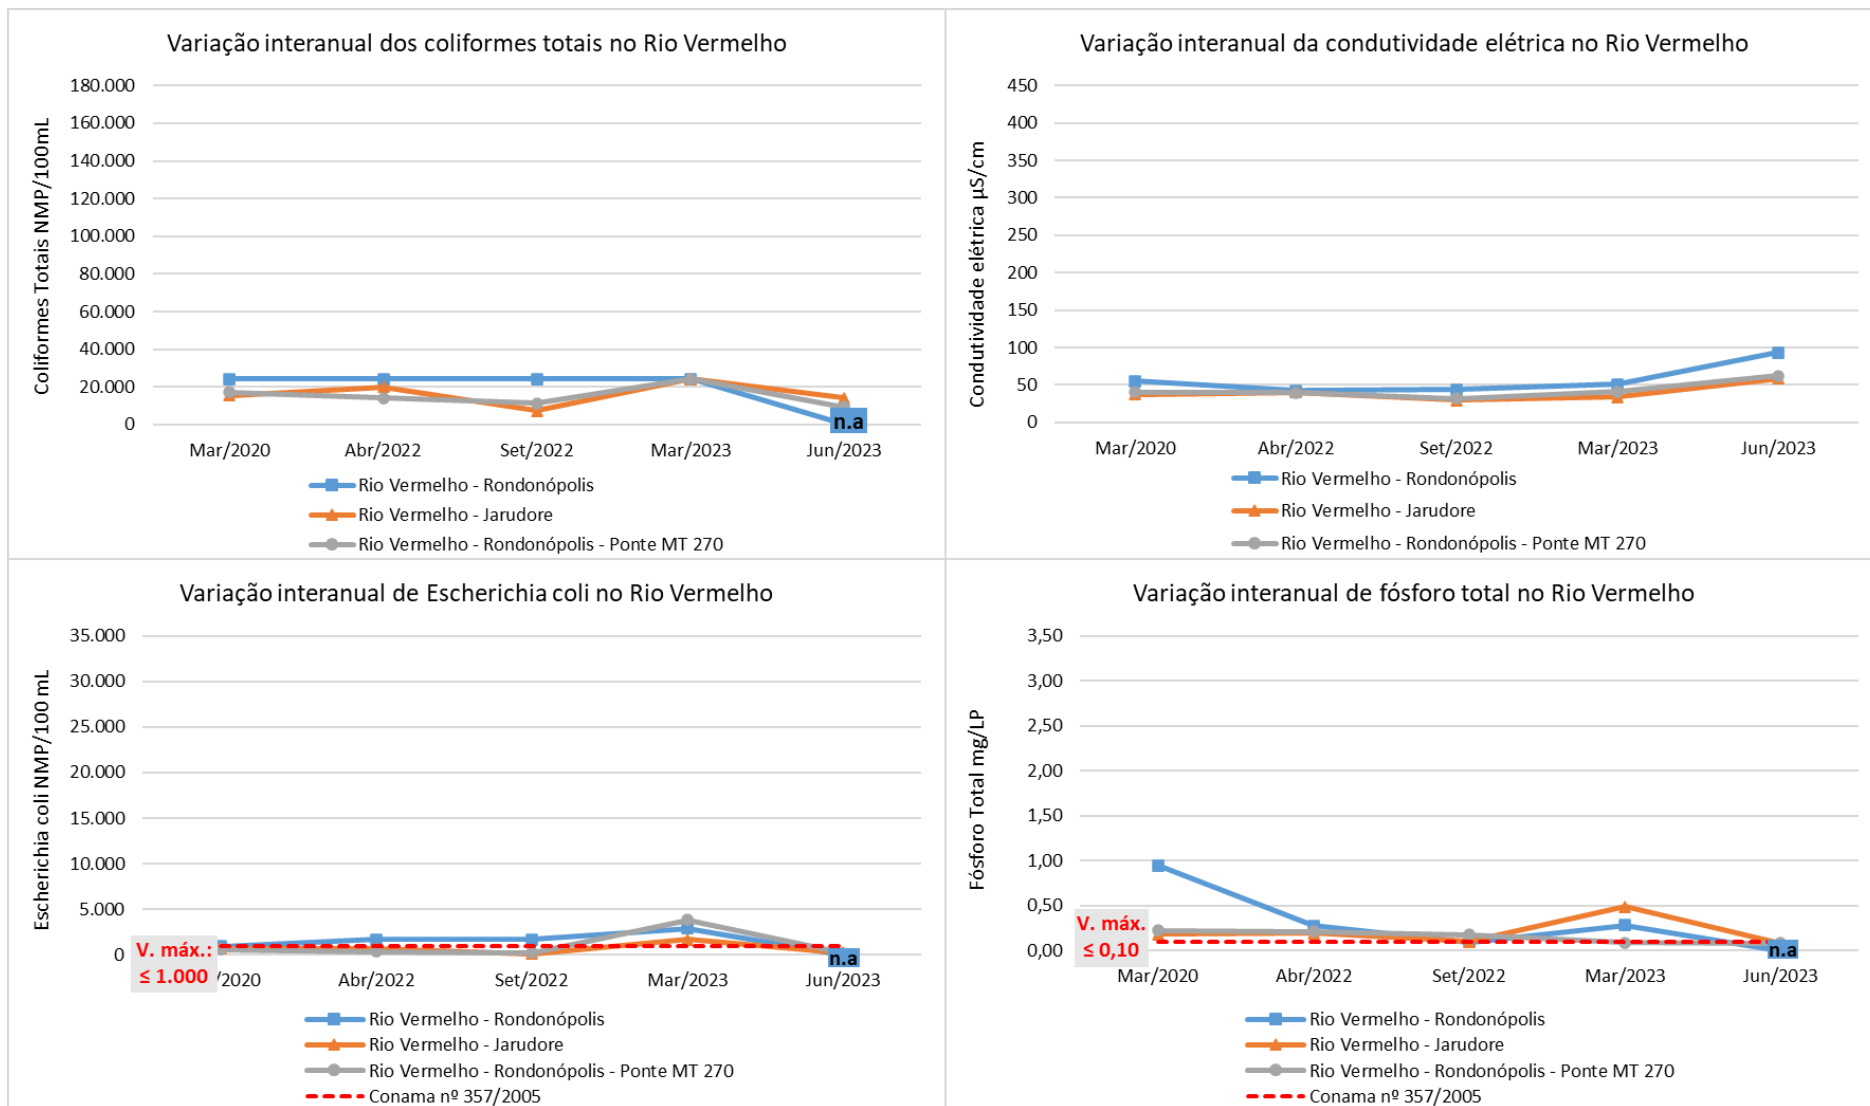 Variação interanual dos coliformes totais no Rio Vermelho
Coliformes Totais NMP/100mL
180.000
160.000
140.000
120.000
100.000
80.000
60.000
40.000
20.000
0
n.a
Mar/2020 Abr/2022 Set/2022 Mar/2023 Jun/2023
Rio Vermelho - Rondonópolis
Rio Vermelho - Jarudore
Rio Vermelho - Rondonópolis - Ponte MT 270
Variação interanual da condutividade elétrica no Rio Vermelho
Condutividade elétrica µS/cm
450
400
350
300
250
200
150
100
50
0
Mar/2020 Abr/2022 Set/2022 Mar/2023 Jun/2023
Rio Vermelho - Rondonópolis
Rio Vermelho - Jarudore
Rio Vermelho - Rondonópolis - Ponte MT 270
Variação interanual de Escherichia coli no Rio Vermelho
Escherichia coli NMP/100 mL
35.000
30.000
25.000
20.000
15.000
10.000
5.000
0
V. máx.:
≤ 1.000
n.a
/2020 Abr/2022 Set/2022 Mar/2023 Jun/2023
Rio Vermelho - Rondonópolis
Rio Vermelho - Jarudore
Rio Vermelho - Rondonópolis - Ponte MT 270
Conama nº 357/2005
Variação interanual de fósforo total no Rio Vermelho
Fósforo Total mg/LP
3,50
3,00
2,50
2,00
1,50
1,00
0,50
0,00
V. máx.
≤ 0,10
n.a
Mar/2020 Abr/2022 Set/2022 Mar/2023 Jun/2023
Rio Vermelho - Rondonópolis
Rio Vermelho - Jarudore
Rio Vermelho - Rondonópolis - Ponte MT 270
Conama nº 357/2005